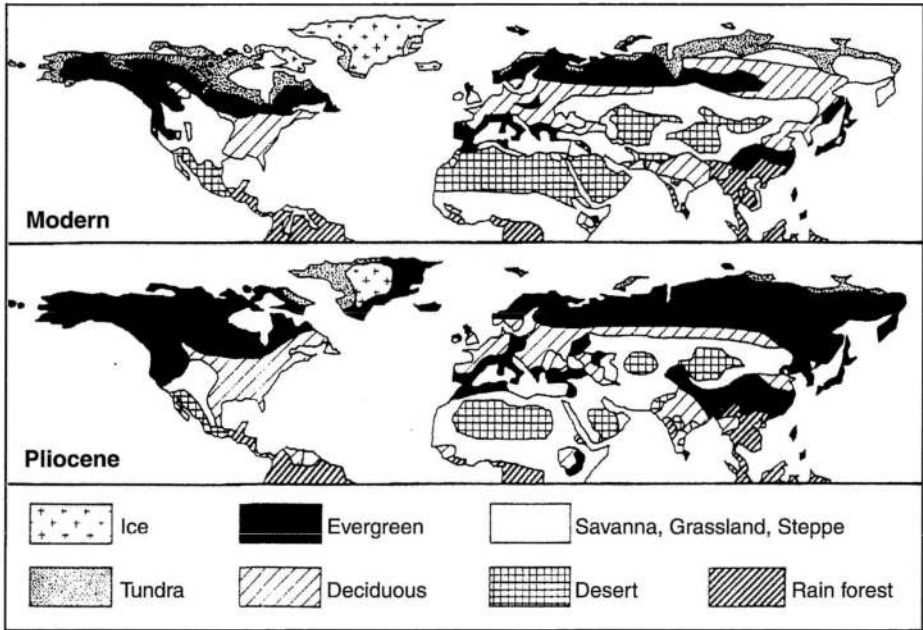 Modern
Pliocene
Ice
Evergreen
Savanna, Grassland, Steppe
Tundra
Deciduous
Desert
Rain forest